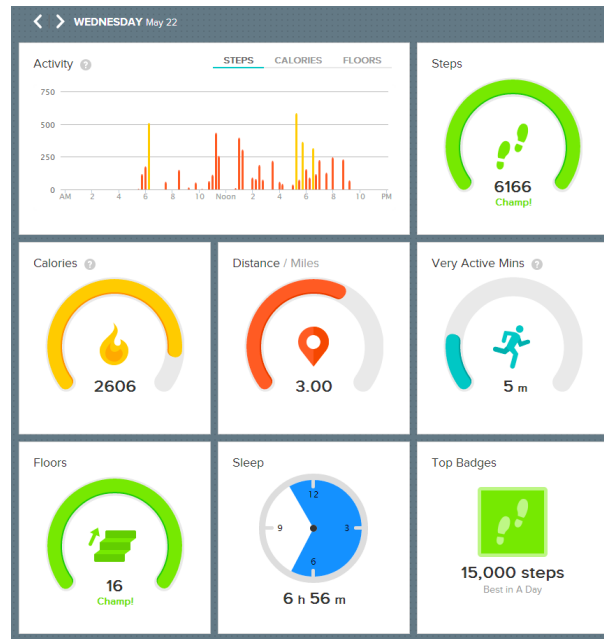 WEDNESDAY May 22
Activity ?
STEPS CALORIES FLOORS
750
500
250
0
AM 2 4 6 8 10 Noon 2 4 6 8 10 PM
Steps
6166
Champ!
Calories ?
2606
Distance / Miles
3.00
Very Active Mins ?
5 m
Floors
16
Champ!
Sleep
12
9 3
6
6 h 56 m
Top Badges
15,000 steps
Best in A Day